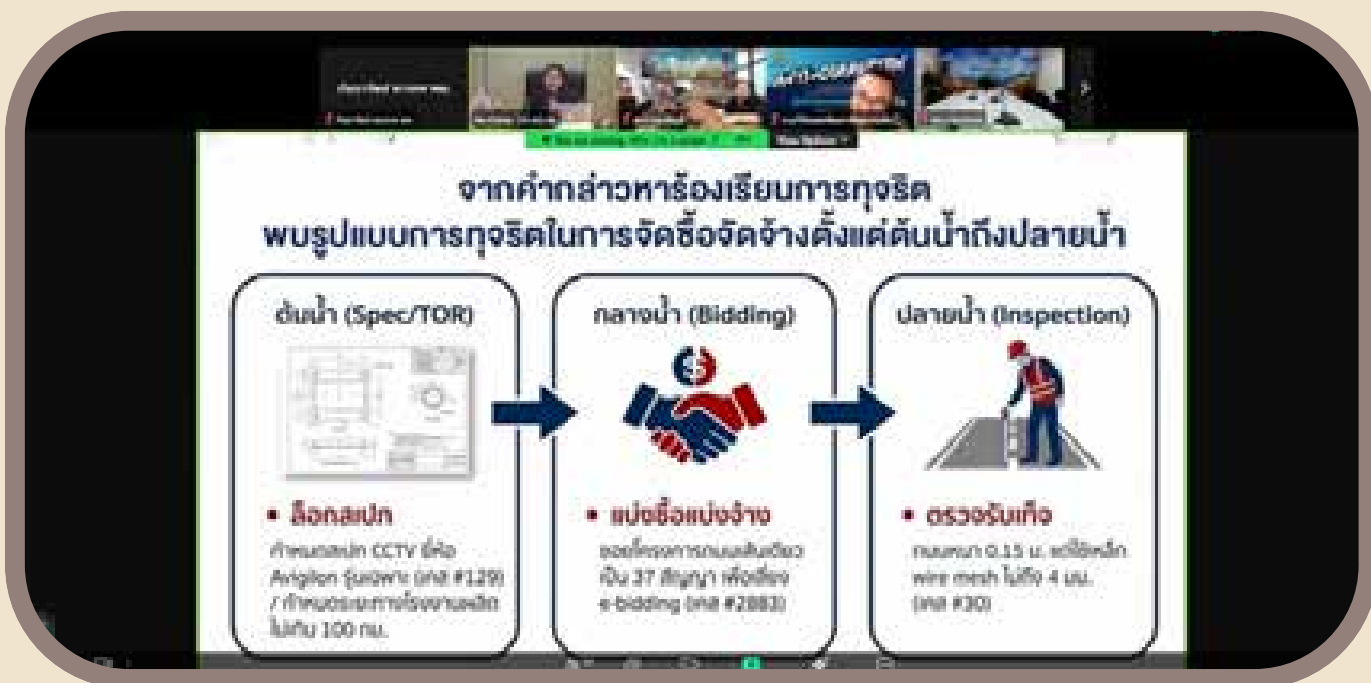 จากคำกล่าวหาร้องเรียนการทุจริต
พบรูปแบบการทุจริตในการจัดซื้อจัดจ้างตั้งแต่ต้นน้ำถึงปลายน้ำ
ต้นน้ำ (Spec/TOR)
• ล็อกสเปก
กำหนดสเปก CCTV ยี่ห้อ
Avigilon รุ่นเฉพาะ (เคส #129)
/ กำหนดระยะทางโรงงานผลิต
ไม่เกิน 100 กม.
กลางน้ำ (Bidding)
• แบ่งซื้อแบ่งจ้าง
ซอยโครงการถนนเส้นเดียว
เป็น 37 สัญญา เพื่อเลี่ยง
e-bidding (เคส #2883)
ปลายน้ำ (Inspection)
• ตรวจรับเท็จ
ถนนหนา 0.15 ม. แต่ใช้เหล็ก
wire mesh ไม่ถึง 4 มม.
(เคส #30)